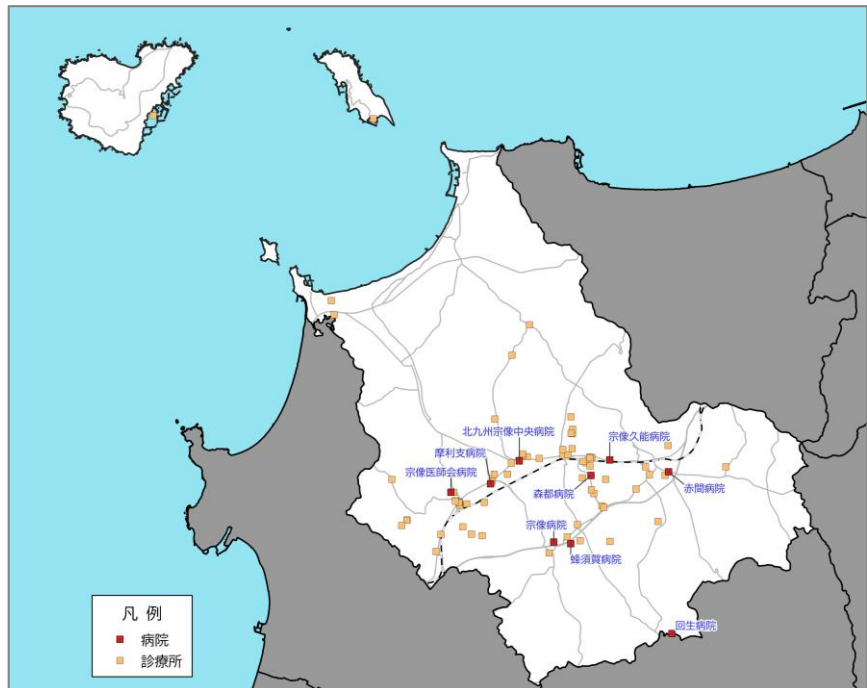 北九州宗像中央病院
宗像久能病院
摩利支病院
宗像医師会病院
森都病院
赤間病院
宗像病院
蜂須賀病院
回生病院
凡 例
病院
診療所